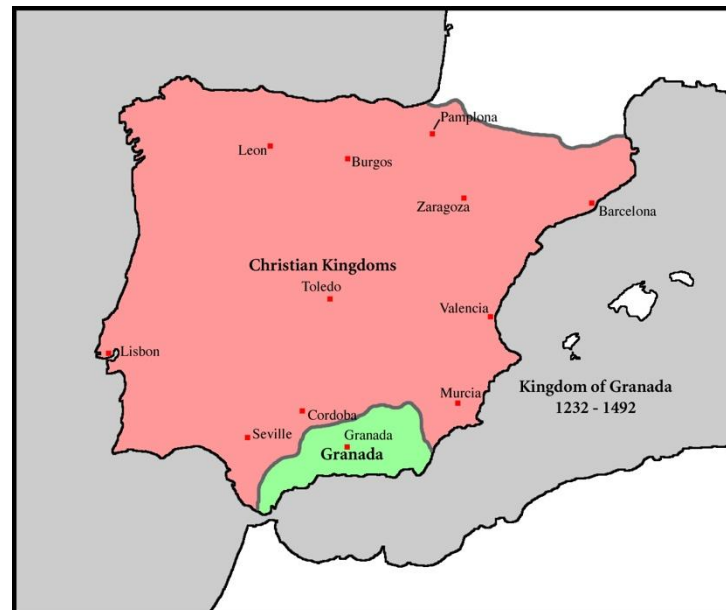 Pamplona
Leon
Burgos
Zaragoza
Barcelona
Christian Kingdoms
Toledo
Valencia
Lisbon
Kingdom of Granada
1232 - 1492
Murcia
Cordoba
Seville
Granada
Granada